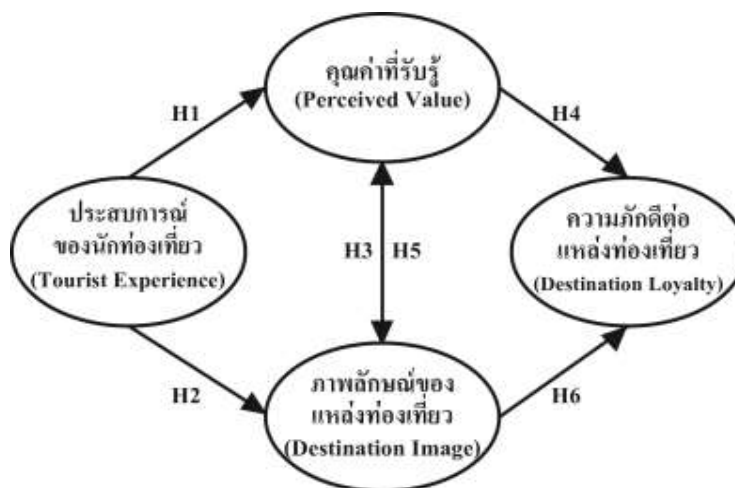 คุณค่าที่รับรู้
(Perceived Value)
H1
H4
ประสบการณ์
ของนักท่องเที่ยว
(Tourist Experience)
H3
H5
ความภักดีต่อ
แหล่งท่องเที่ยว
(Destination Loyalty)
H2
H6
ภาพลักษณ์ของ
แหล่งท่องเที่ยว
(Destination Image)